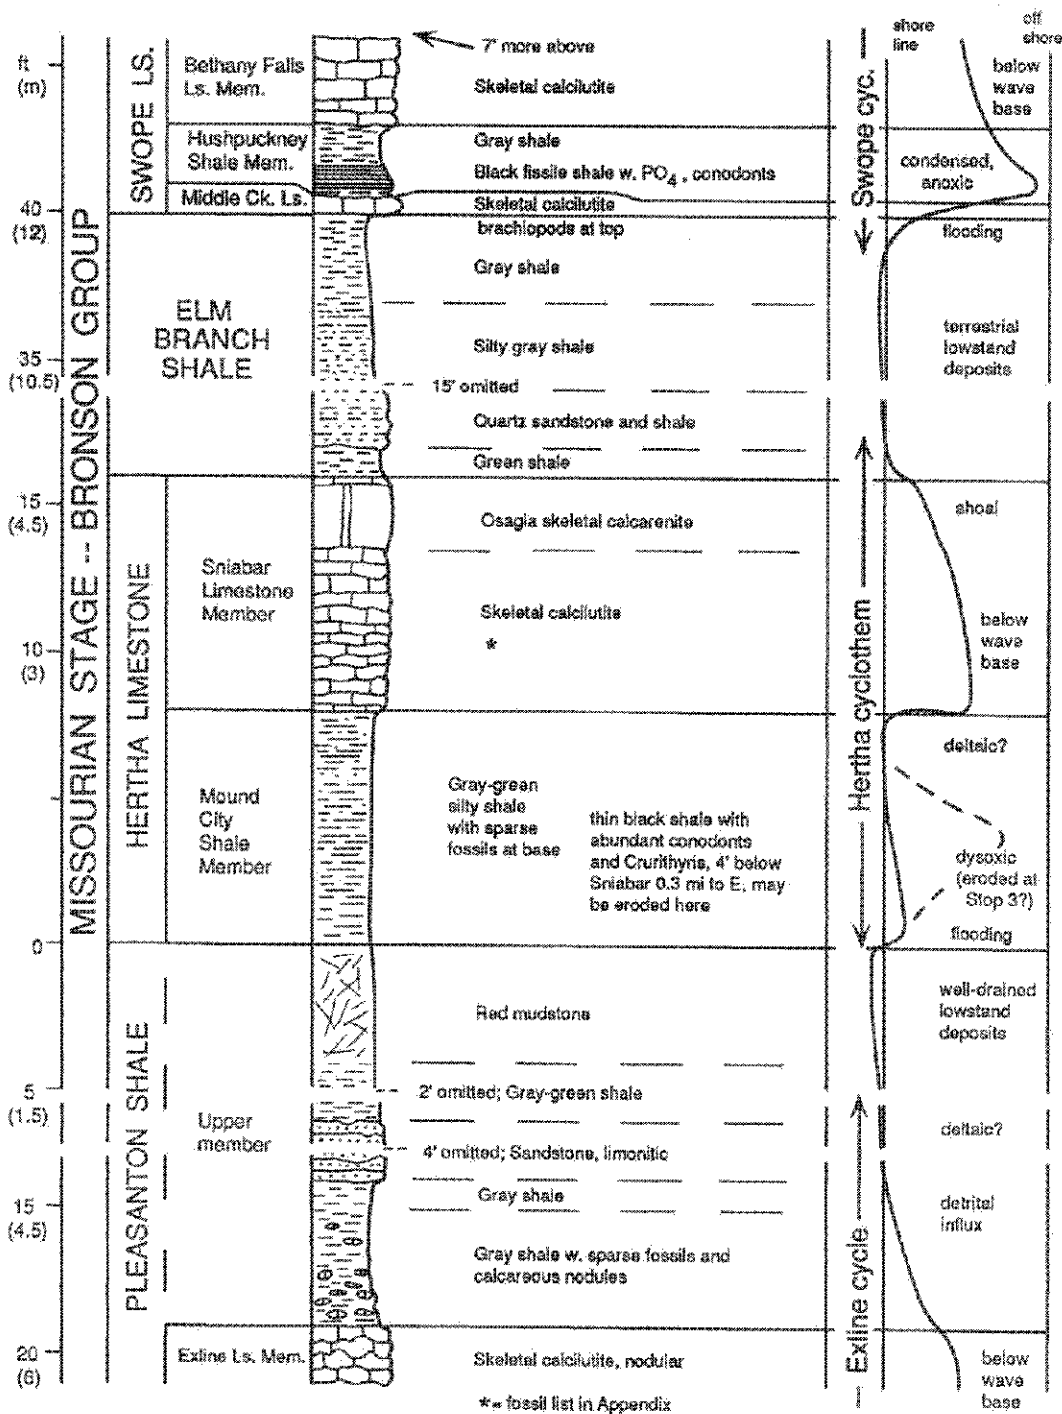 7' more above
shore line
off shore
ft
(m)
SWOPE LS.
Bethany Falls
Ls. Mem.
Skeletal calcilutite
Swope cyc.
below
wave
base
Hushpuckney
Shale Mem.
Gray shale
Black fissile shale w. PO4, conodonts
condensed,
anoxic
Middle Ck. Ls.
Skeletal calcilutite
40
(12)
brachiopods at top
flooding
MISSOURIAN STAGE -- BRONSON GROUP
ELM
BRANCH
SHALE
Gray shale
Silty gray shale
terrestrial
lowstand
deposits
35
(10.5)
15' omitted
Quartz sandstone and shale
Green shale
HERTHA LIMESTONE
15
(4.5)
Osagia skeletal calcarenite
shoal
Sniabar
Limestone
Member
Skeletal calcilutite
*
10
(3)
Hertha cyclothem
below
wave
base
Mound
City
Shale
Member
Gray-green
silty shale
with sparse
fossils at base
thin black shale with
abundant conodonts
and Crurithyris, 4' below
Sniabar 0.3 mi to E, may
be eroded here
deltaic?
dysoxic
(eroded at
Stop 3?)
flooding
0
PLEASANTON SHALE
Upper
member
Red mudstone
well-drained
lowstand
deposits
5
(1.5)
2' omitted; Gray-green shale
deltaic?
4' omitted; Sandstone, limonitic
Gray shale
15
(4.5)
detrital
influx
Gray shale w. sparse fossils and
calcareous nodules
Exline cycle
20
(6)
Exline Ls. Mem.
Skeletal calcilutite, nodular
below
wave
base
*= fossil list in Appendix